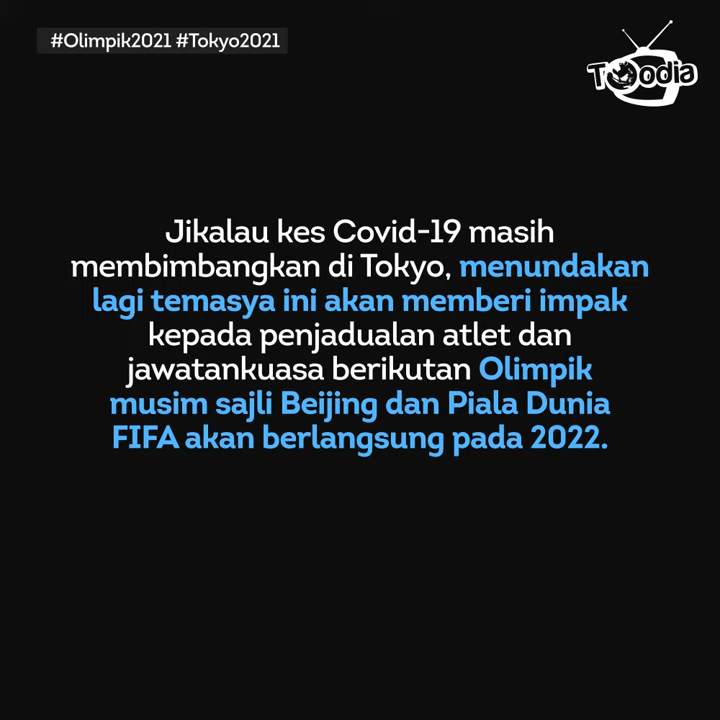 #Olimpik2021 #Tokyo2021
Toodia
Jikalau kes Covid-19 masih
membimbangkan di Tokyo, menundakan
lagi temasya ini akan memberi impak
kepada penjadualan atlet dan
jawatankuasa berikutan Olimpik
musim sajli Beijing dan Piala Dunia
FIFA akan berlangsung pada 2022.